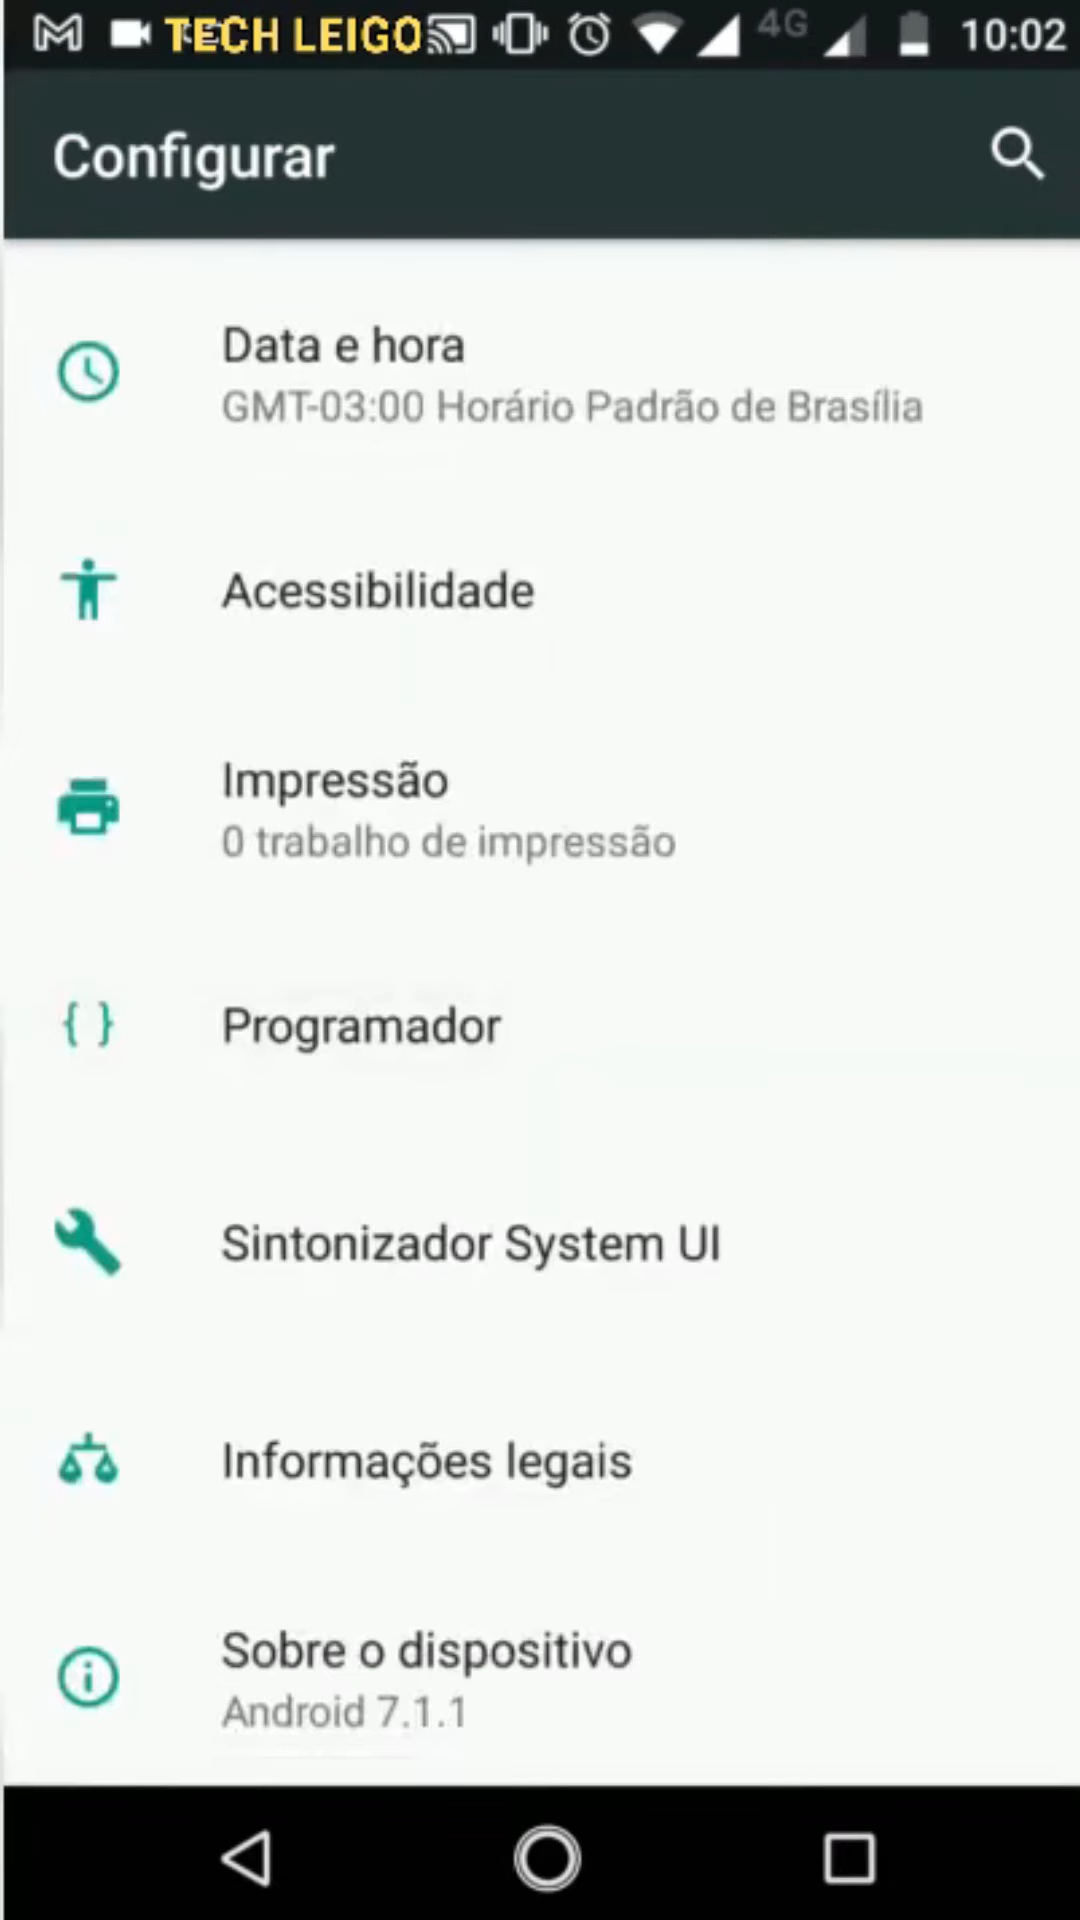 TECH LEIGO 4G 10:02
Configurar
Data e hora
GMT-03:00 Horário Padrão de Brasília
Acessibilidade
Impressão
0 trabalho de impressão
{ } Programador
Sintonizador System UI
Informações legais
Sobre o dispositivo
Android 7.1.1